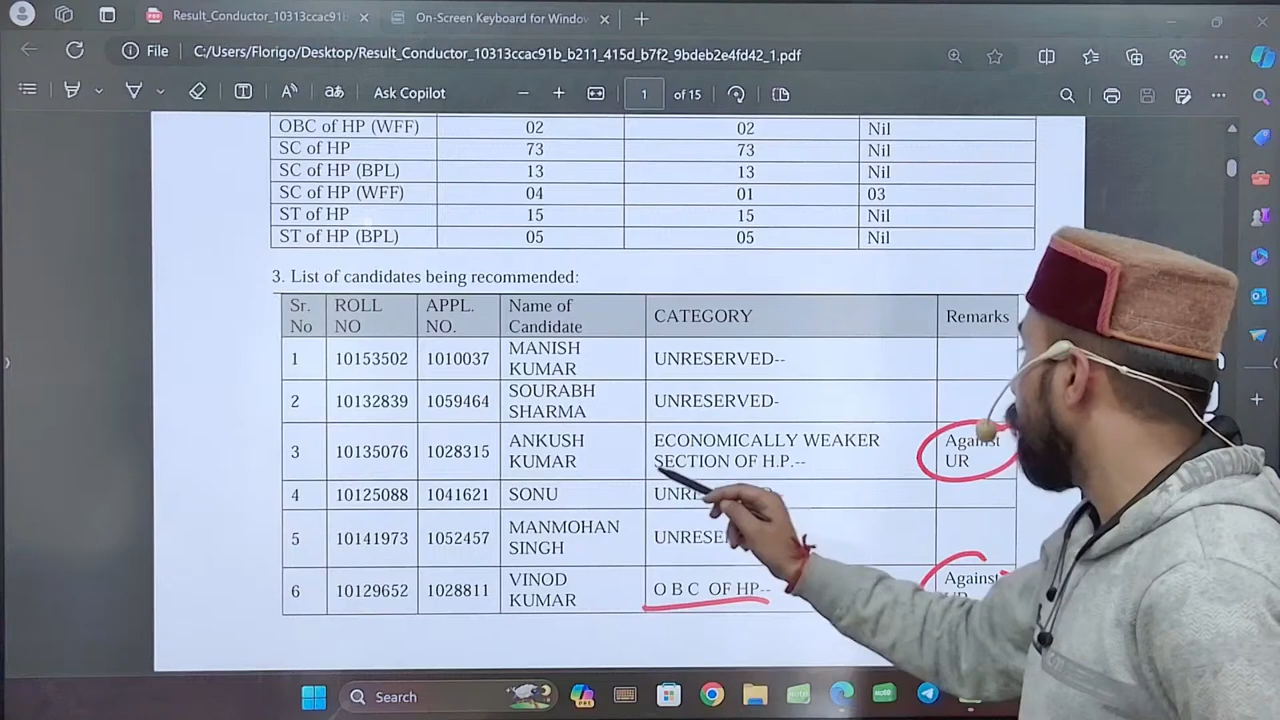 Result_Conductor_10313ccac91b
On-Screen Keyboard for Windo
File C:/Users/Florigo/Desktop/Result_Conductor_10313ccac91b_b211_415d_b7f2_9bdeb2e4fd42_1.pdf
aあ Ask Copilot 1 of 15
OBC of HP (WFF) 02 02 Nil
SC of HP 73 73 Nil
SC of HP (BPL) 13 13 Nil
SC of HP (WFF) 04 01 03
ST of HP 15 15 Nil
ST of HP (BPL) 05 05 Nil
3. List of candidates being recommended:
Sr. No ROLL NO APPL. NO. Name of Candidate CATEGORY Remarks
1 10153502 1010037 MANISH KUMAR UNRESERVED--
2 10132839 1059464 SOURABH SHARMA UNRESERVED-
3 10135076 1028315 ANKUSH KUMAR ECONOMICALLY WEAKER SECTION OF H.P.-- Against UR
4 10125088 1041621 SONU
5 10141973 1052457 MANMOHAN SINGH
6 10129652 1028811 VINOD KUMAR O B C OF HP-- Against
Search